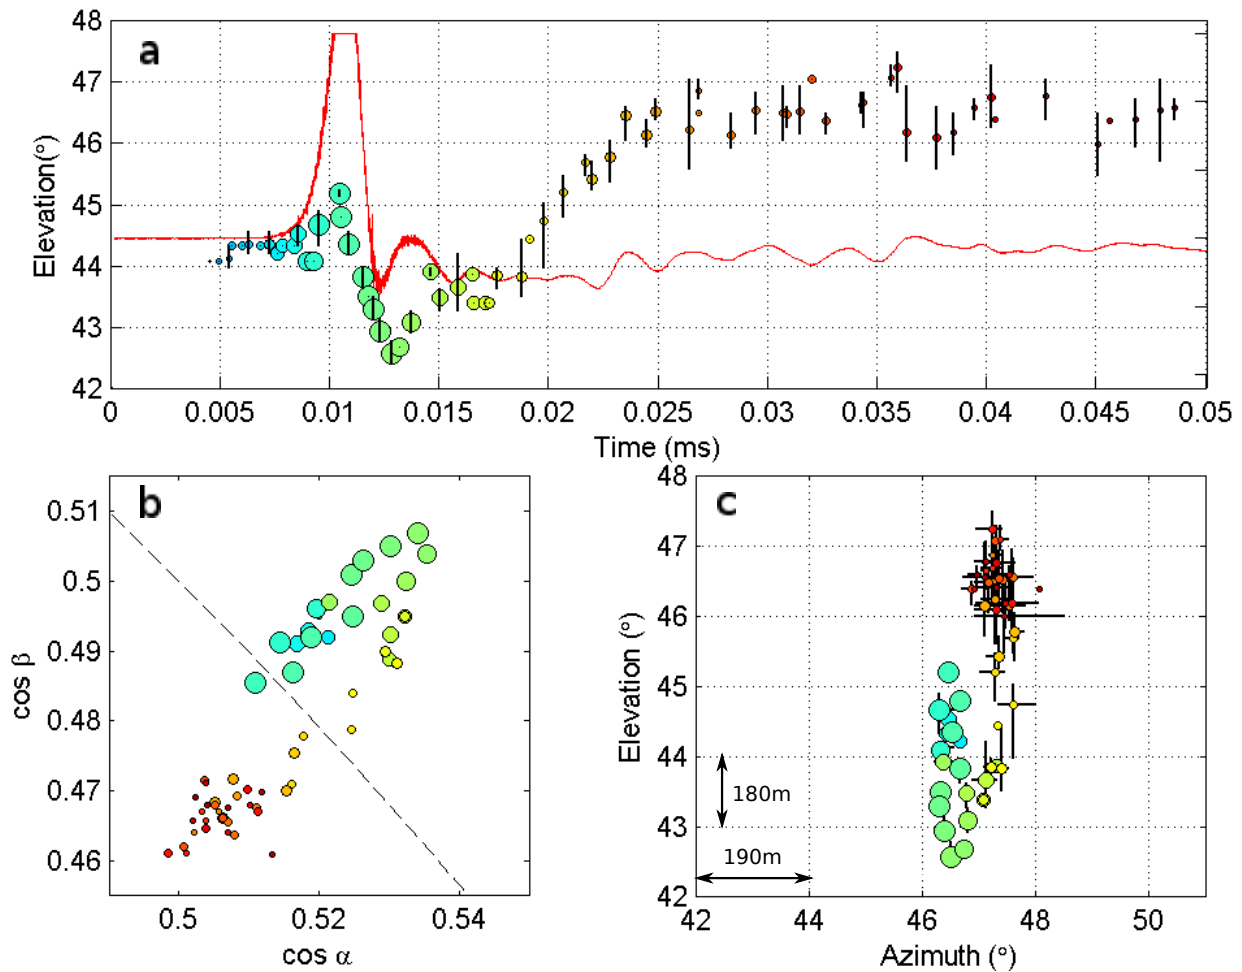 a
48
47
46
45
44
43
42
Elevation(°)
0 0.005 0.01 0.015 0.02 0.025 0.03 0.035 0.04 0.045 0.05
Time (ms)
b
0.51
0.5
0.49
0.48
0.47
0.46
cos β
0.5 0.52 0.54
cos α
c
48
47
46
45
44
43
42
Elevation (°)
180m
190m
42 44 46 48 50
Azimuth (°)